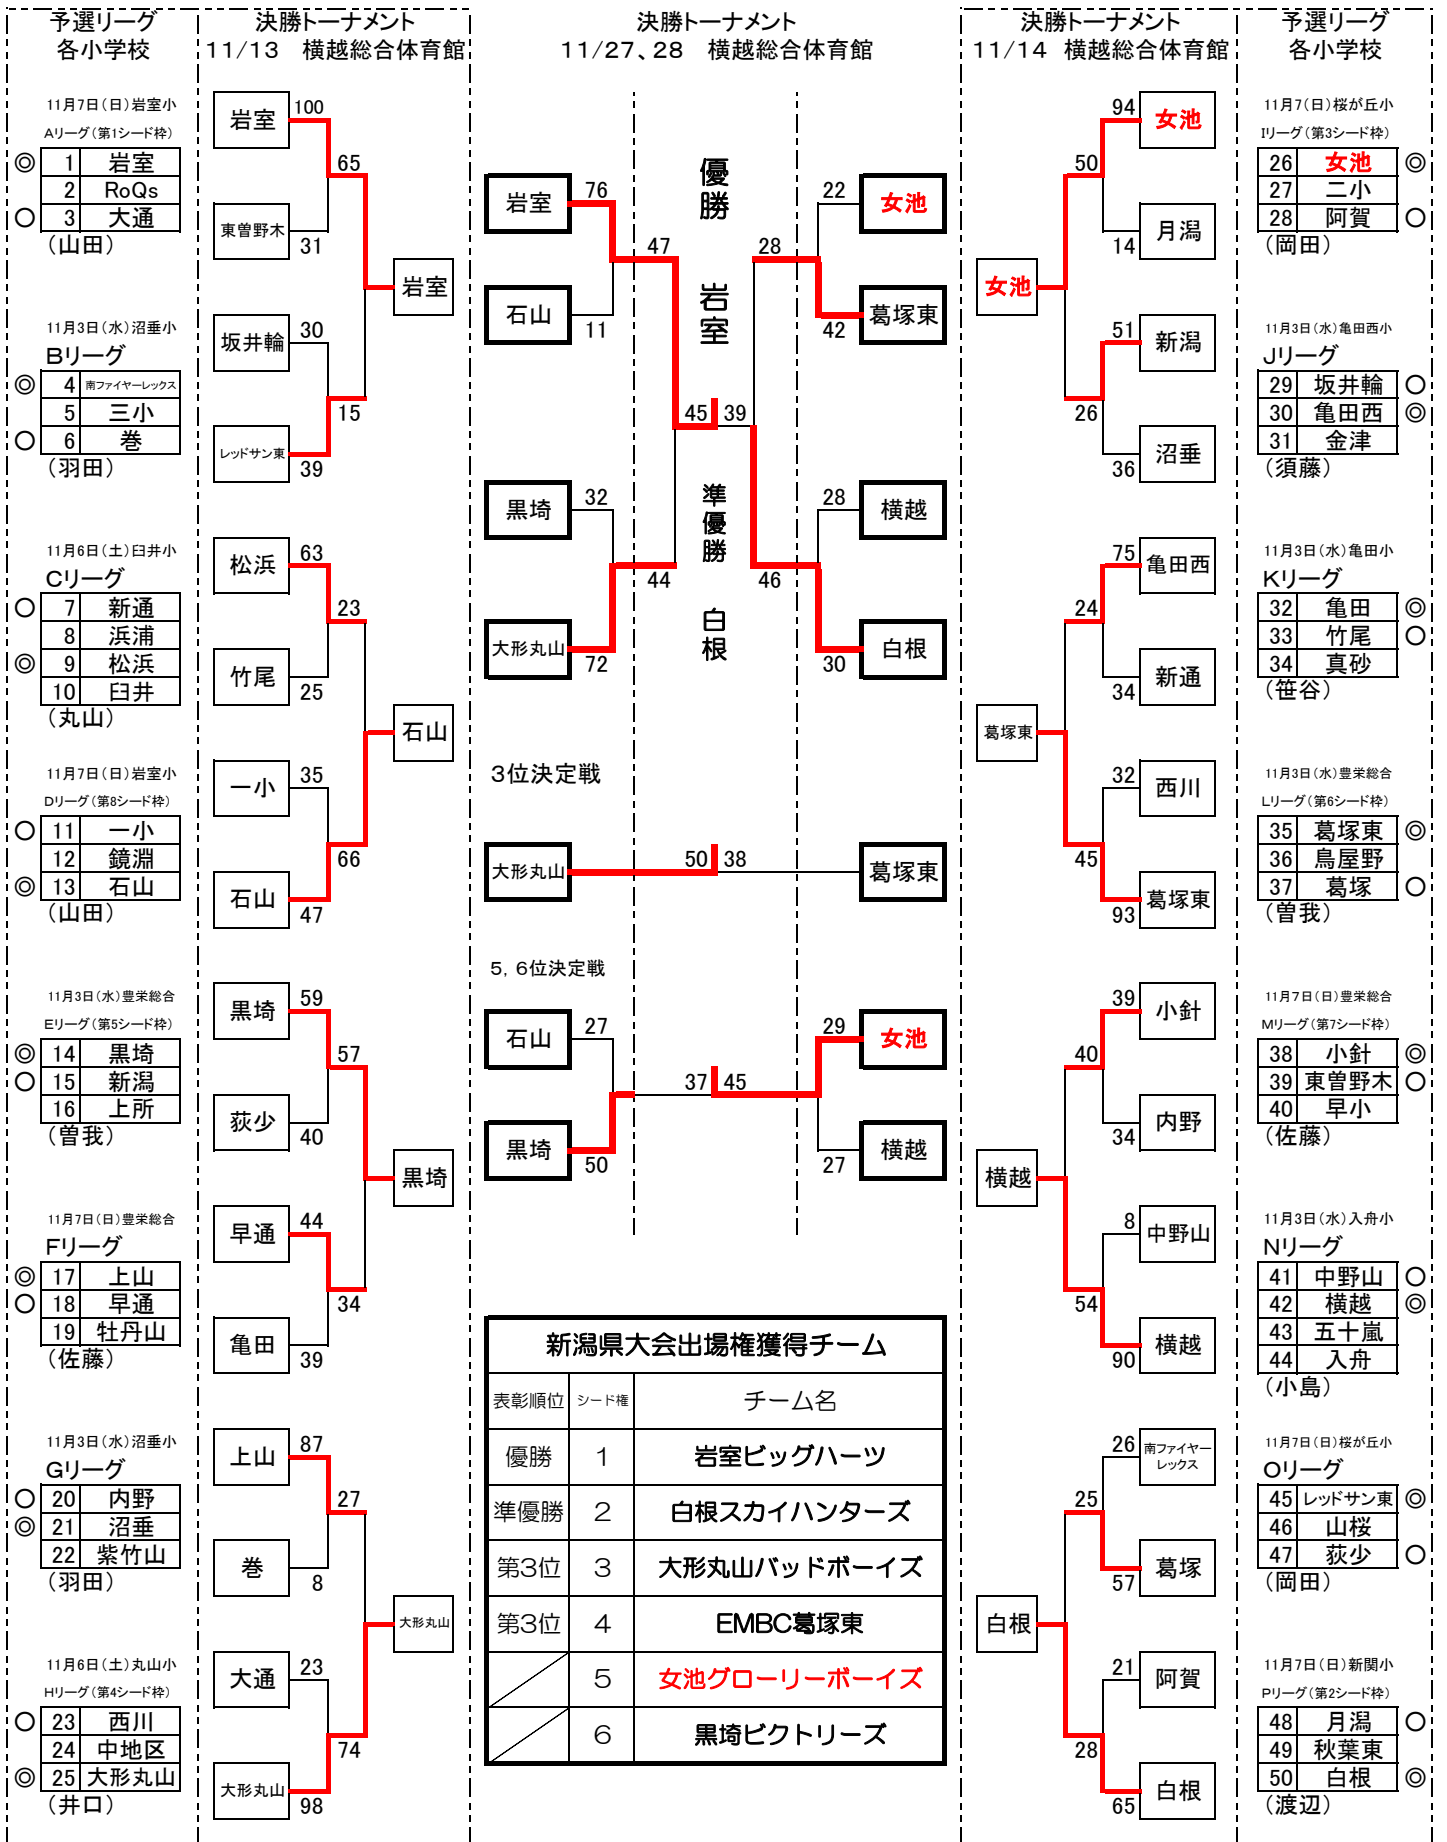 予選リーグ
各小学校
11月7日(日)岩室小
Aリーグ(第1シード枠)
◎ 1 岩室
2 RoQs
○ 3 大通
(山田)
11月3日(水)沼垂小
Bリーグ
◎ 4 南ファイヤーレックス
5 三小
○ 6 巻
(羽田)
11月6日(土)臼井小
Cリーグ
○ 7 新通
8 浜浦
◎ 9 松浜
10 臼井
(丸山)
11月7日(日)岩室小
Dリーグ(第8シード枠)
○ 11 一小
12 鏡淵
◎ 13 石山
(山田)
11月3日(水)豊栄総合
Eリーグ(第5シード枠)
◎ 14 黒埼
○ 15 新潟
16 上所
(曽我)
11月7日(日)豊栄総合
Fリーグ
◎ 17 上山
○ 18 早通
19 牡丹山
(佐藤)
11月3日(水)沼垂小
Gリーグ
○ 20 内野
◎ 21 沼垂
22 紫竹山
(羽田)
11月6日(土)丸山小
Hリーグ(第4シード枠)
○ 23 西川
24 中地区
◎ 25 大形丸山
(井口)
決勝トーナメント
11/13 横越総合体育館
岩室 100
65
東曽野木 31
岩室
坂井輪 30
15
レッドサン東 39
松浜 63
23
竹尾 25
石山
一小 35
66
石山 47
黒埼 59
57
荻少 40
黒埼
早通 44
34
亀田 39
上山 87
27
巻 8
大形丸山
大通 23
74
大形丸山 98
決勝トーナメント
11/27、28 横越総合体育館
岩室 76
47
石山 11
45
黒埼 32
44
大形丸山 72
優勝
岩室
準優勝
白根
22 女池
28
42 葛塚東
39
28 横越
46
30 白根
3位決定戦
大形丸山 50 38 葛塚東
5, 6位決定戦
石山 27
37 45
黒埼 50
29 女池
27 横越
新潟県大会出場権獲得チーム
表彰順位 シード権 チーム名
優勝 1 岩室ビッグハーツ
準優勝 2 白根スカイハンターズ
第3位 3 大形丸山バッドボーイズ
第3位 4 EMBC葛塚東
5 女池グローリーボーイズ
6 黒埼ビクトリーズ
決勝トーナメント
11/14 横越総合体育館
94 女池
50
14 月潟
女池
51 新潟
26
36 沼垂
75 亀田西
24
34 新通
葛塚東
32 西川
45
93 葛塚東
39 小針
40
34 内野
横越
8 中野山
54
90 横越
26 南ファイヤー
レックス
25
57 葛塚
白根
21 阿賀
28
65 白根
予選リーグ
各小学校
11月7(日)桜が丘小
Iリーグ(第3シード枠)
26 女池 ◎
27 二小
28 阿賀 ○
(岡田)
11月3日(水)亀田西小
Jリーグ
29 坂井輪 ○
30 亀田西 ◎
31 金津
(須藤)
11月3日(水)亀田小
Kリーグ
32 亀田 ◎
33 竹尾 ○
34 真砂
(笹谷)
11月3日(水)豊栄総合
Lリーグ(第6シード枠)
35 葛塚東 ◎
36 鳥屋野
37 葛塚 ○
(曽我)
11月7日(日)豊栄総合
Mリーグ(第7シード枠)
38 小針 ◎
39 東曽野木 ○
40 早小
(佐藤)
11月3日(水)入舟小
Nリーグ
41 中野山 ○
42 横越 ◎
43 五十嵐
44 入舟
(小島)
11月7日(日)桜が丘小
Oリーグ
45 レッドサン東 ◎
46 山桜
47 荻少 ○
(岡田)
11月7日(日)新関小
Pリーグ(第2シード枠)
48 月潟 ○
49 秋葉東
50 白根 ◎
(渡辺)